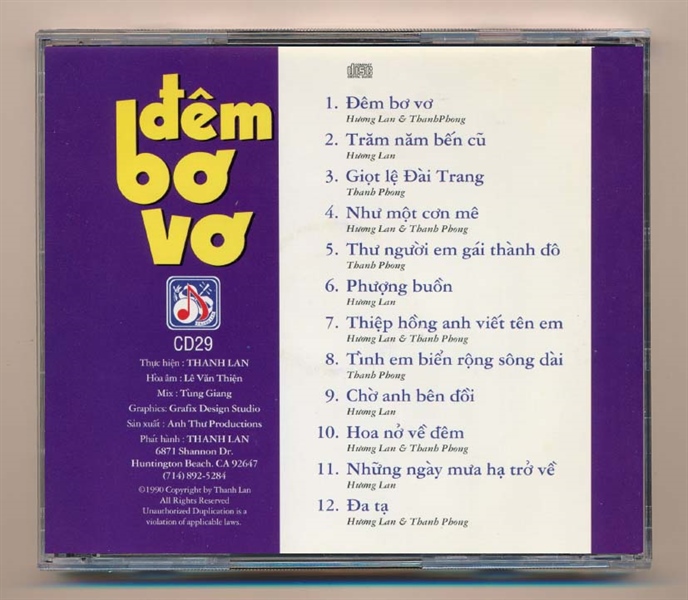 đêm
bơ
vơ
CD29
Thực hiện : THANH LAN
Hòa âm : Lê Văn Thiện
Mix : Tùng Giang
Graphics: Grafix Design Studio
Sản xuất : Anh Thư Productions
Phát hành : THANH LAN
6871 Shannon Dr.
Huntington Beach. CA 92647
(714) 892-5284
©1990 Copyright by Thanh Lan
All Rights Reserved
Unauthorized Duplication is a
violation of applicable laws.
1. Đêm bơ vơ
Hương Lan & ThanhPhong
2. Trăm năm bến cũ
Hương Lan
3. Giọt lệ Đài Trang
Thanh Phong
4. Như một cơn mê
Hương Lan & Thanh Phong
5. Thư người em gái thành đô
Thanh Phong
6. Phượng buồn
Hương Lan
7. Thiệp hồng anh viết tên em
Hương Lan & Thanh Phong
8. Tình em biển rộng sông dài
Thanh Phong
9. Chờ anh bên đồi
Hương Lan
10. Hoa nở về đêm
Hương Lan & Thanh Phong
11. Những ngày mưa hạ trở về
Hương Lan
12. Đa tạ
Hương Lan & Thanh Phong